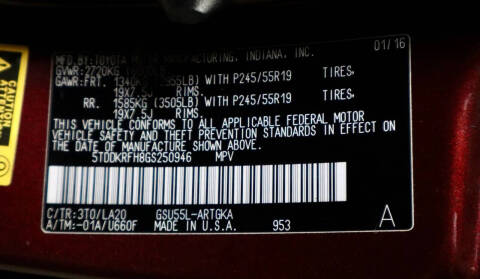 MFD. BY: TOYOTA MOTOR MANUFACTURING, INDIANA, INC. 01/16
GVWR: 2720KG
GAWR: FRT. 1340KG (2955LB) WITH P245/55R19 TIRES,
19X7.5J RIMS.
RR. 1585KG (3505LB) WITH P245/55R19 TIRES,
19X7.5J RIMS.
THIS VEHICLE CONFORMS TO ALL APPLICABLE FEDERAL MOTOR
VEHICLE SAFETY AND THEFT PREVENTION STANDARDS IN EFFECT ON
THE DATE OF MANUFACTURE SHOWN ABOVE.
5TDDKRFH8GS250946 MPV
C/TR: 3T0/LA20 GSU55L-ARTGKA
A/TM: -01A/U660F MADE IN U.S.A. 953 A
CAUTION